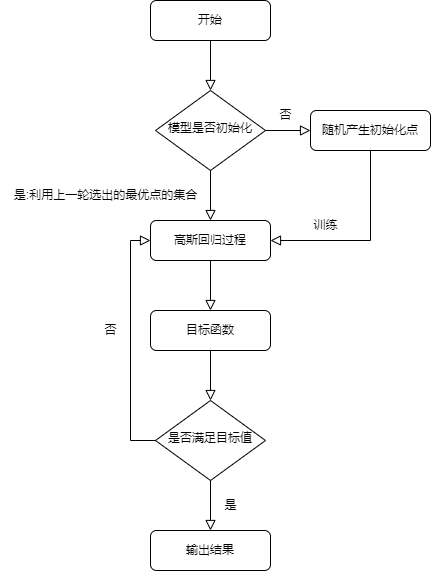 开始
模型是否初始化
否
随机产生初始化点
是:利用上一轮选出的最优点的集合
训练
高斯回归过程
目标函数
否
是否满足目标值
是
输出结果